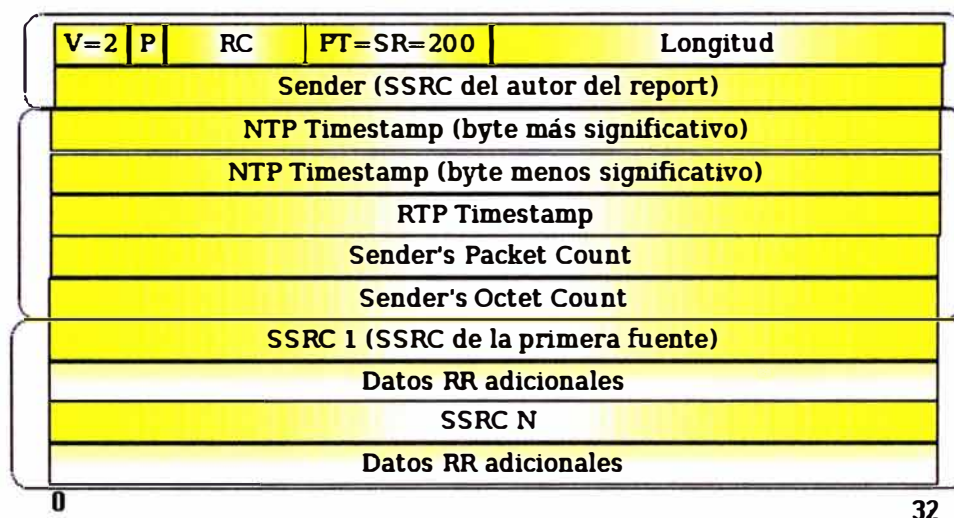 V=2 P RC PT=SR=200 Longitud
Sender (SSRC del autor del report)
NTP Timestamp (byte más significativo)
NTP Timestamp (byte menos significativo)
RTP Timestamp
Sender's Packet Count
Sender's Octet Count
SSRC 1 (SSRC de la primera fuente)
Datos RR adicionales
SSRC N
Datos RR adicionales
0 32